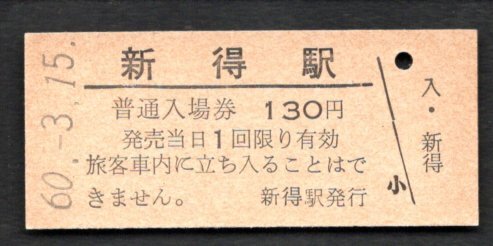 60.-3.15.
新得駅
普通入場券 130円
発売当日1回限り有効
旅客車内に立ち入ることはで
きません。 新得駅発行
小
入・新得